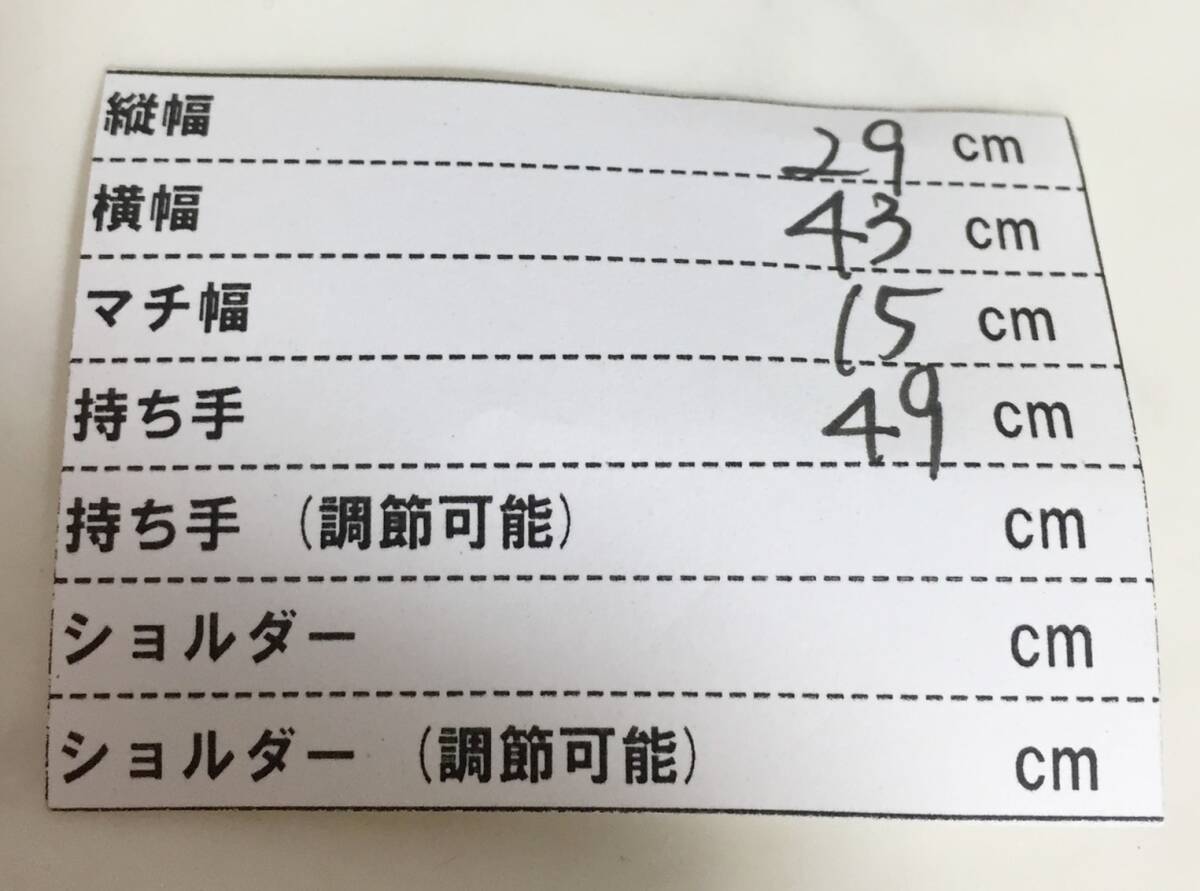 縦幅 29 cm
横幅 43 cm
マチ幅 15 cm
持ち手 49 cm
持ち手 (調節可能) cm
ショルダー cm
ショルダー (調節可能) cm